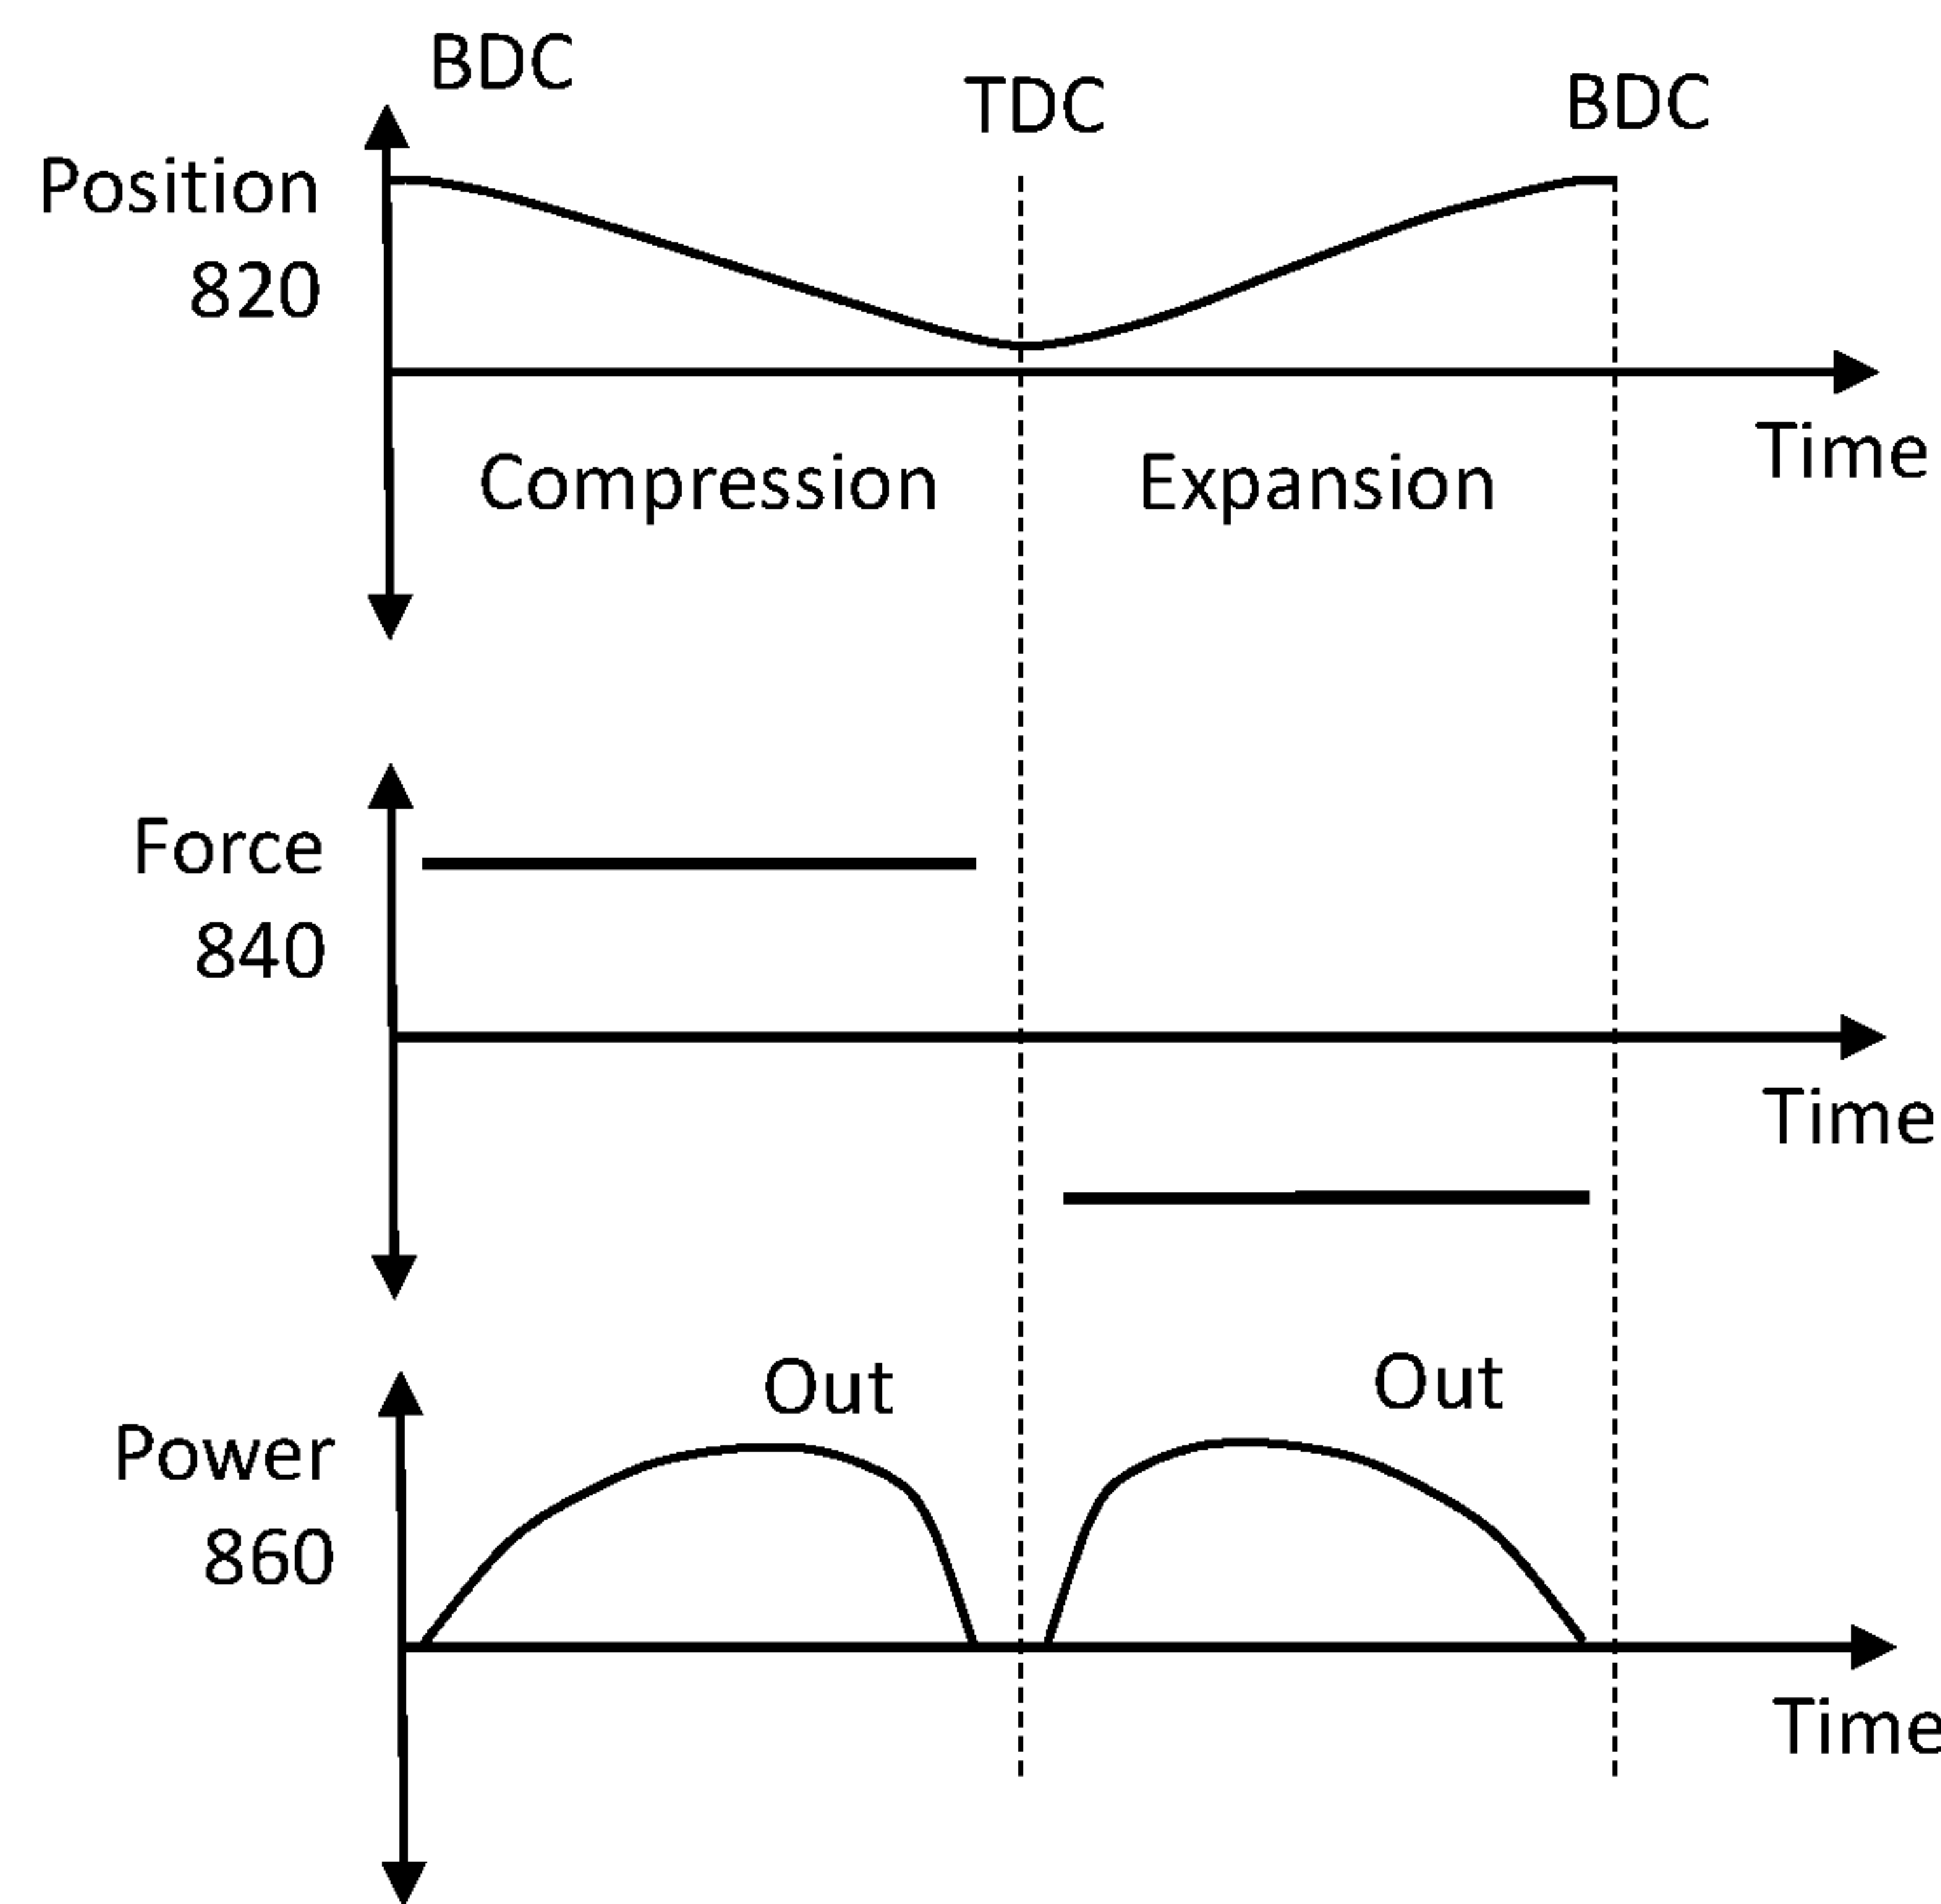 BDC
TDC
BDC
Position
820
Time
Compression
Expansion
Force
840
Time
Out
Out
Power
860
Time